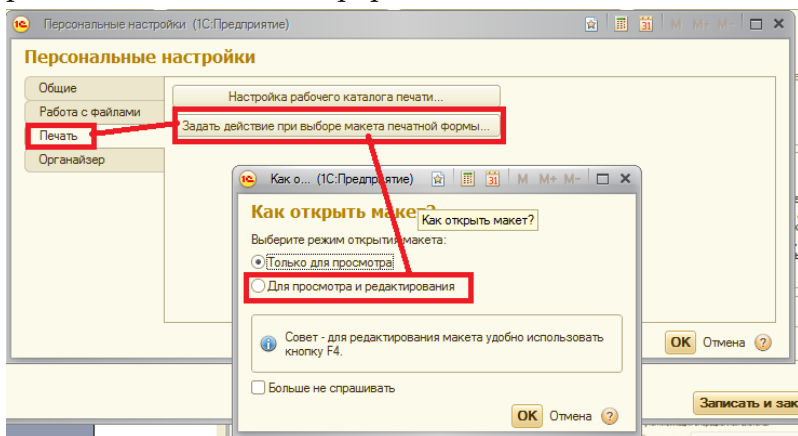 Персональные настройки (1С:Предприятие)
M M+ M-
Персональные настройки
Общие
Работа с файлами
Печать
Органайзер
Настройка рабочего каталога печати...
Задать действие при выборе макета печатной формы...
Как о... (1С:Предприятие)
M M+ M-
Как открыть макет?
Как открыть макет?
Выберите режим открытия макета:
Только для просмотра
Для просмотра и редактирования
Совет - для редактирования макета удобно использовать
кнопку F4.
Больше не спрашивать
OK Отмена ?
OK Отмена ?
Записать и зак